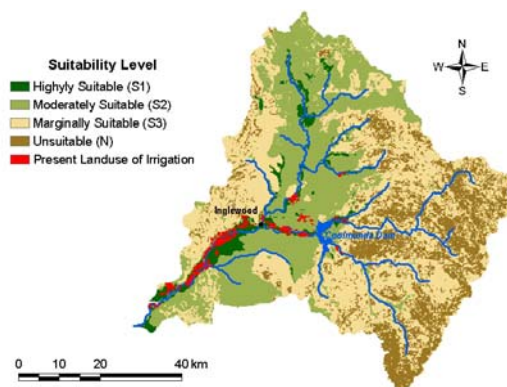 Suitability Level
Highyly Suitable (S1)
Moderately Suitable (S2)
Marginally Suitable (S3)
Unsuitable (N)
Present Landuse of Irrigation
N
W E
S
Inglewood
Coolmunda Dam
0 10 20 40 km